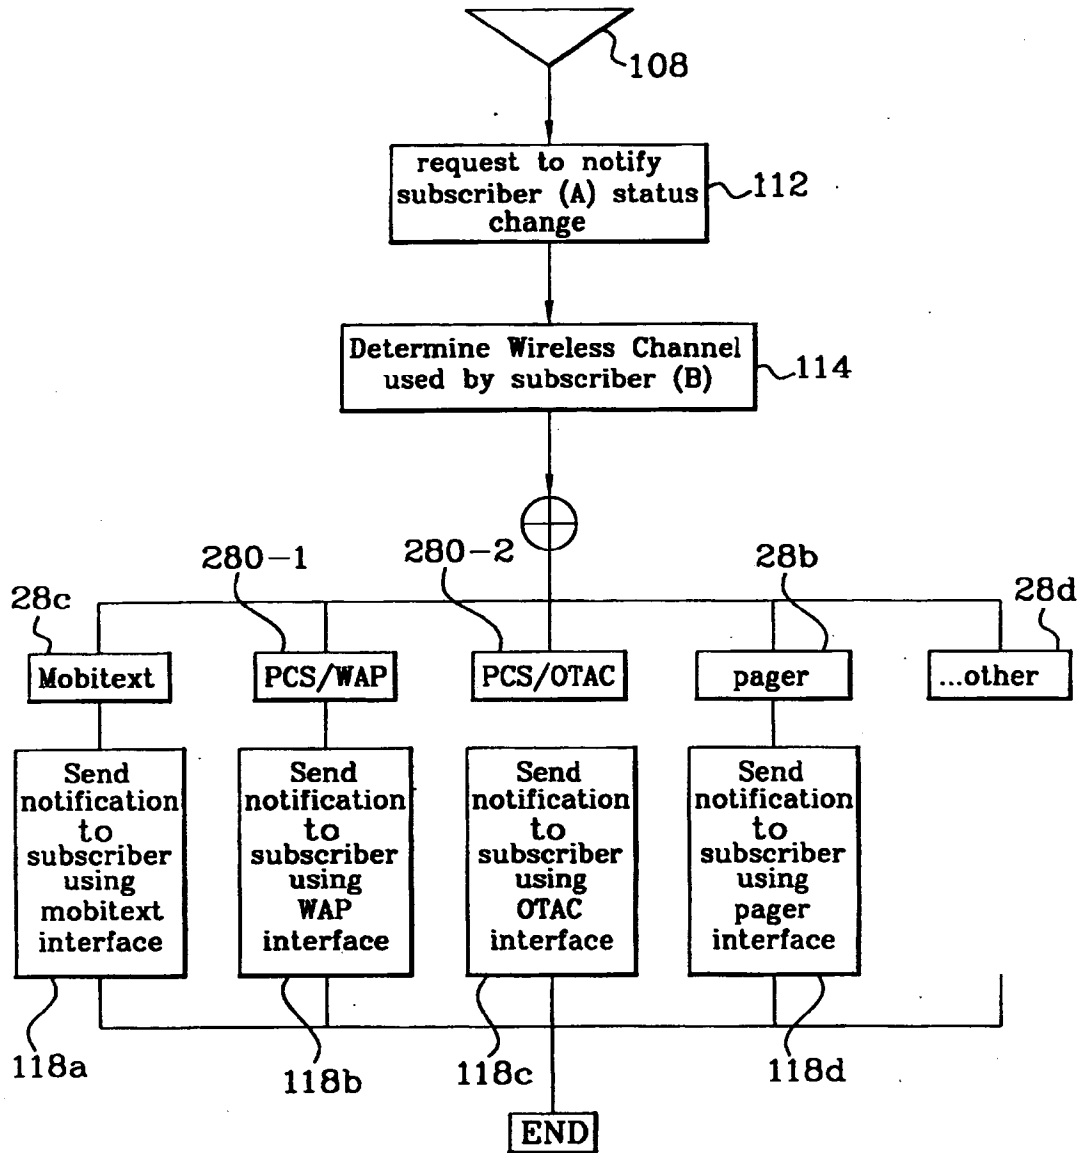 108
request to notify
subscriber (A) status
change
112
Determine Wireless Channel
used by subscriber (B)
114
280-1
280-2
28b
28c
28d
Mobitext
PCS/WAP
PCS/OTAC
pager
...other
Send
notification
to
subscriber
using
mobitext
interface
Send
notification
to
subscriber
using
WAP
interface
Send
notification
to
subscriber
using
OTAC
interface
Send
notification
to
subscriber
using
pager
interface
118a
118b
118c
118d
END